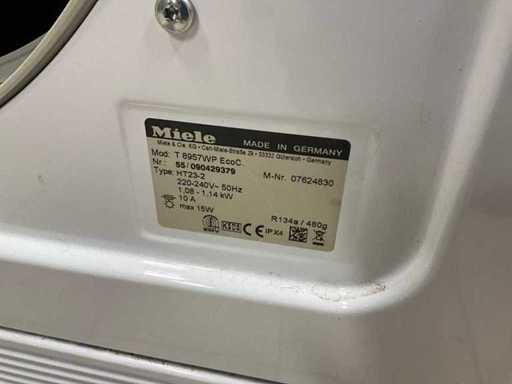 Miele
MADE IN GERMANY
Miele & Cie. KG • Carl-Miele-Straße 29 • 33332 Gütersloh • Germany
Mod. T 8957WP EcoC.
Nr.: 55/090429379
M-Nr. 07624830
Type: HT23-2
220-240V~ 50Hz
1,08 - 1,14 kW
10 A
max 15W
R134a / 480g
CE IPX4